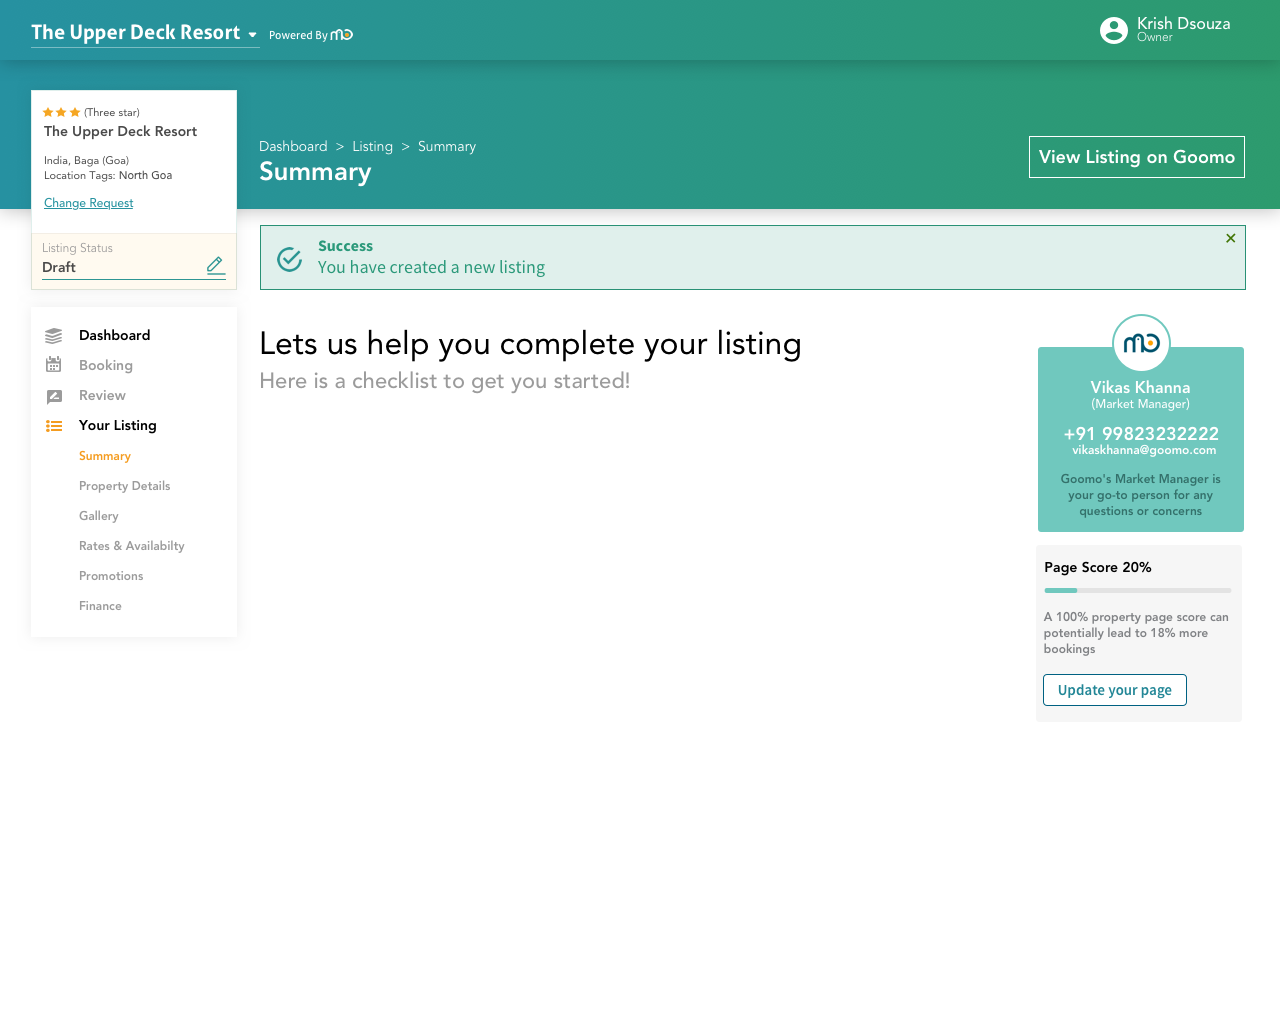 The Upper Deck Resort
Powered By
Krish Dsouza
Owner
(Three star)
The Upper Deck Resort
India, Baga (Goa)
Location Tags: North Goa
Change Request
Listing Status
Draft
Dashboard > Listing > Summary
Summary
View Listing on Goomo
Success
You have created a new listing
Dashboard
Booking
Review
Your Listing
Summary
Property Details
Gallery
Rates & Availabilty
Promotions
Finance
Lets us help you complete your listing
Here is a checklist to get you started!
Vikas Khanna
(Market Manager)
+91 99823232222
vikaskhanna@goomo.com
Goomo's Market Manager is
your go-to person for any
questions or concerns
Page Score 20%
A 100% property page score can
potentially lead to 18% more
bookings
Update your page